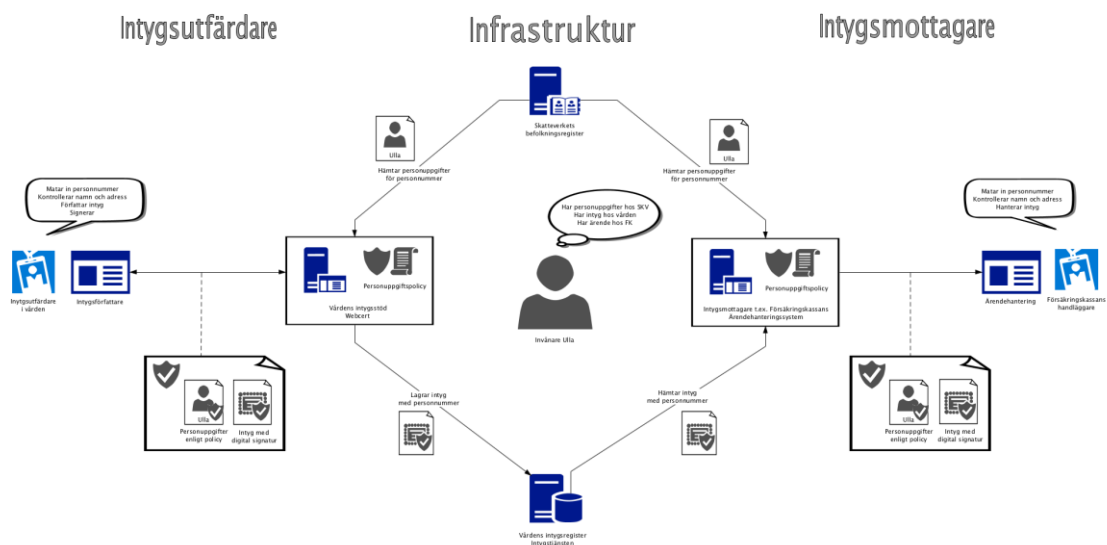 Intygsutfärdare
Infrastruktur
Intygsmottagare
Skatteverkets
befolkningsregister
Ulla
Hämtar personuppgifter
för personnummer
Ulla
Hämtar personuppgifter
för personnummer
Matar in personnummer
Kontrollerar namn och adress
Författar intyg
Signerar
Har personuppgifter hos SKV
Har intyg hos vården
Har ärende hos FK
Matar in personnummer
Kontrollerar namn och adress
Hanterar intyg
Inytgsutfärdare
i vården
Intygsförfattare
Personuppgiftspolicy
Vårdens intygsstöd
Webcert
Invånare Ulla
Personuppgiftspolicy
Intygsmottagare t.ex. Försäkringskassans
Ärendehanteringssystem
Ärendehantering
Försäkringskassans
handläggare
Ulla
Personuppgifter
enligt policy
Intyg med
digital signatur
Lagrar intyg
med personnummer
Hämtar intyg
med personnummer
Ulla
Personuppgifter
enligt policy
Intyg med
digital signatur
Vårdens intygsregister
Intygstjänsten